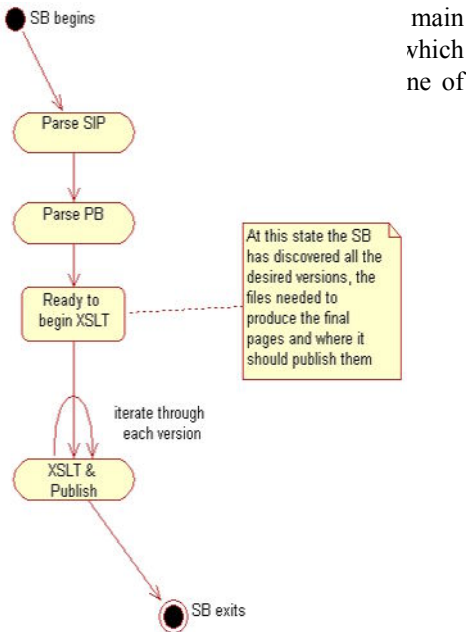 SB begins
main
which
ne of
Parse SIP
Parse PB
Ready to
begin XSLT
At this state the SB
has discovered all the
desired versions, the
files needed to
produce the final
pages and where it
should publish them
iterate through
each version
XSLT &
Publish
SB exits